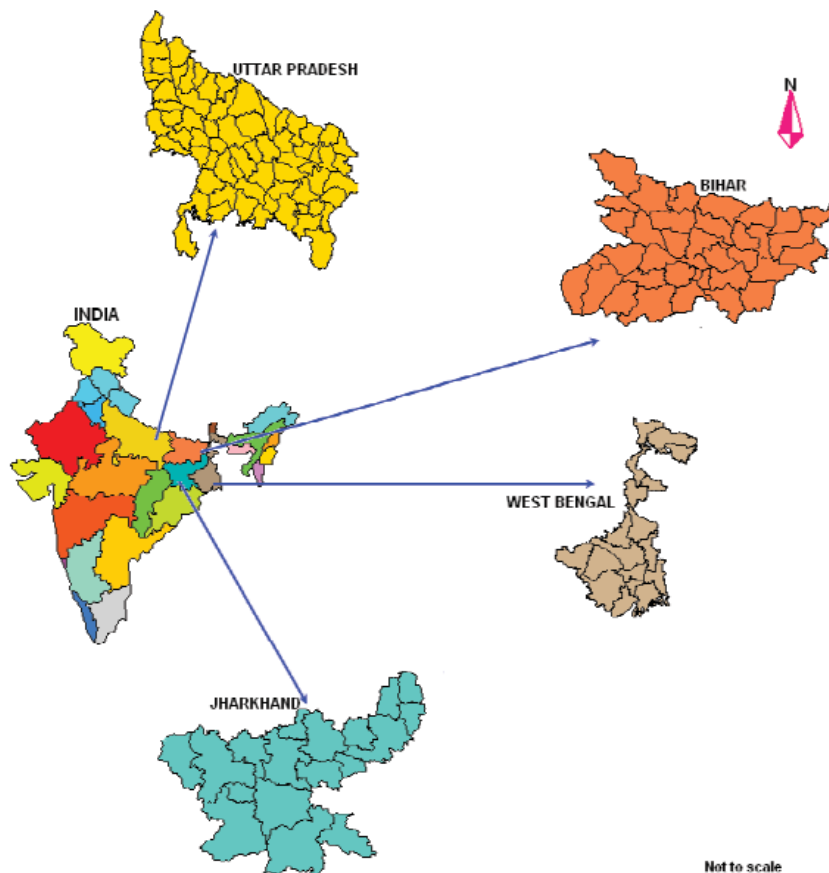 UTTAR PRADESH
N
BIHAR
INDIA
WEST BENGAL
JHARKHAND
Not to scale